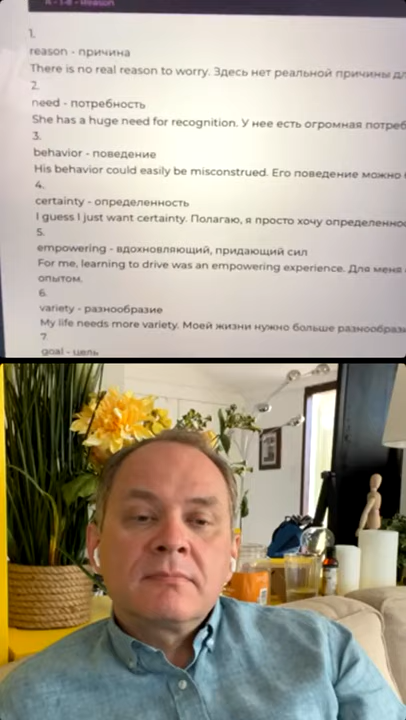 1.
reason - причина
There is no real reason to worry. Здесь нет реальной причины
2.
need - потребность
She has a huge need for recognition. У нее есть огромная
3.
behavior - поведение
His behavior could easily be misconstrued. Его поведение можно
4.
certainty - определенность
I guess I just want certainty. Полагаю, я просто хочу
5.
empowering - вдохновляющий, придающий сил
For me, learning to drive was an empowering experience. Для меня
опытом.
6.
variety - разнообразие
My life needs more variety. Моей жизни нужно больше
7
goal - цель